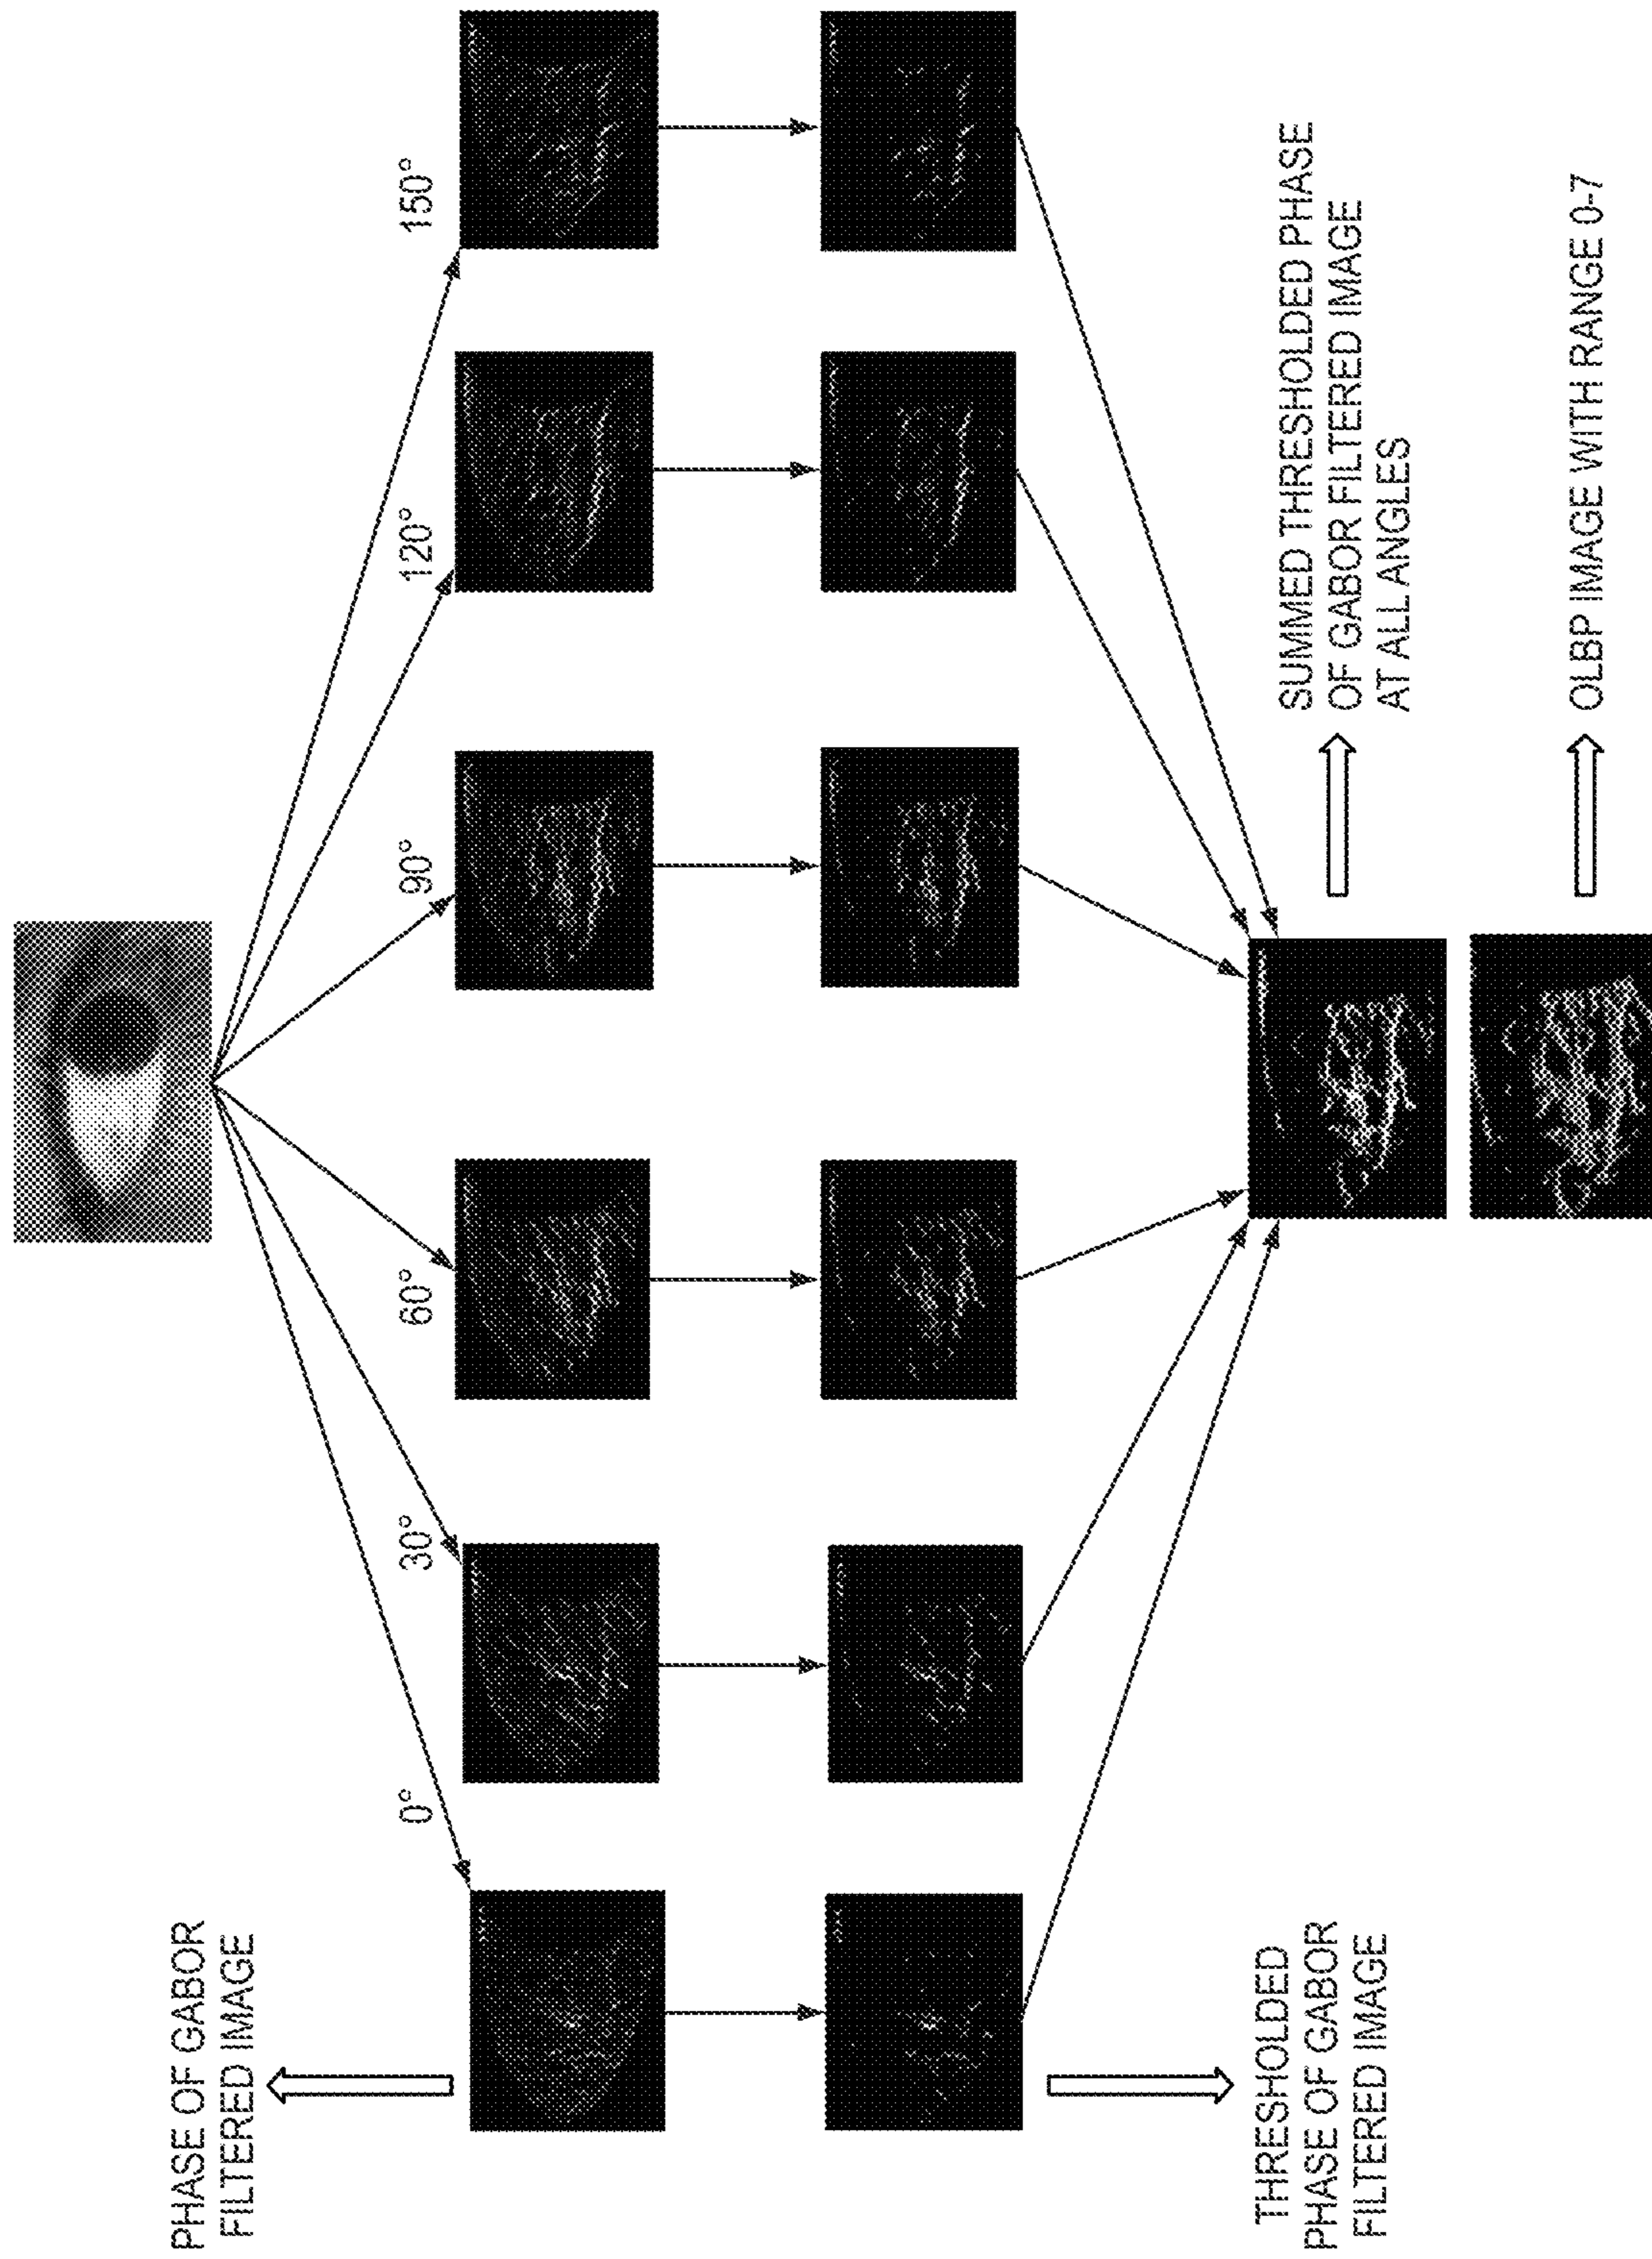 PHASE OF GABOR
FILTERED IMAGE
0°
30°
60°
90°
120°
150°
THRESHOLDED
PHASE OF GABOR
FILTERED IMAGE
SUMMED THRESHOLDED PHASE
OF GABOR FILTERED IMAGE
AT ALL ANGLES
OLBP IMAGE WITH RANGE 0-7